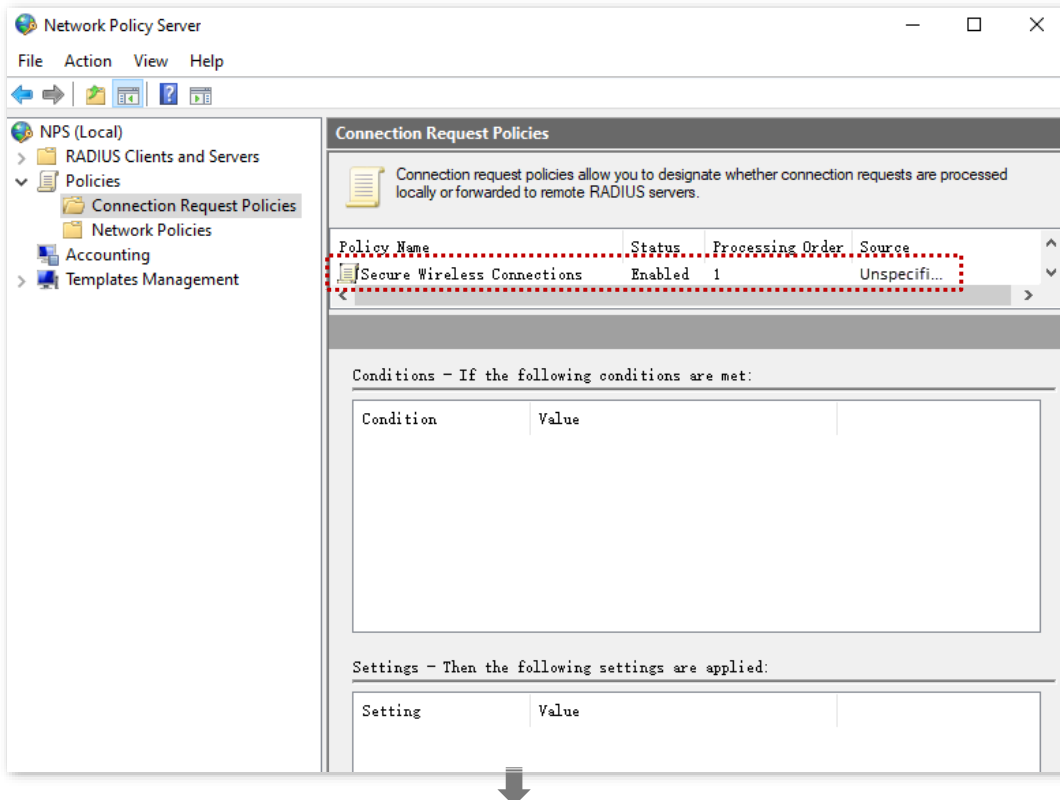 Network Policy Server
File Action View Help
NPS (Local)
RADIUS Clients and Servers
Policies
Connection Request Policies
Network Policies
Accounting
Templates Management
Connection Request Policies
Connection request policies allow you to designate whether connection requests are processed
locally or forwarded to remote RADIUS servers.
Policy Name Status Processing Order Source
Secure Wireless Connections Enabled 1 Unspecifi...
Conditions - If the following conditions are met:
Condition Value
Settings - Then the following settings are applied:
Setting Value